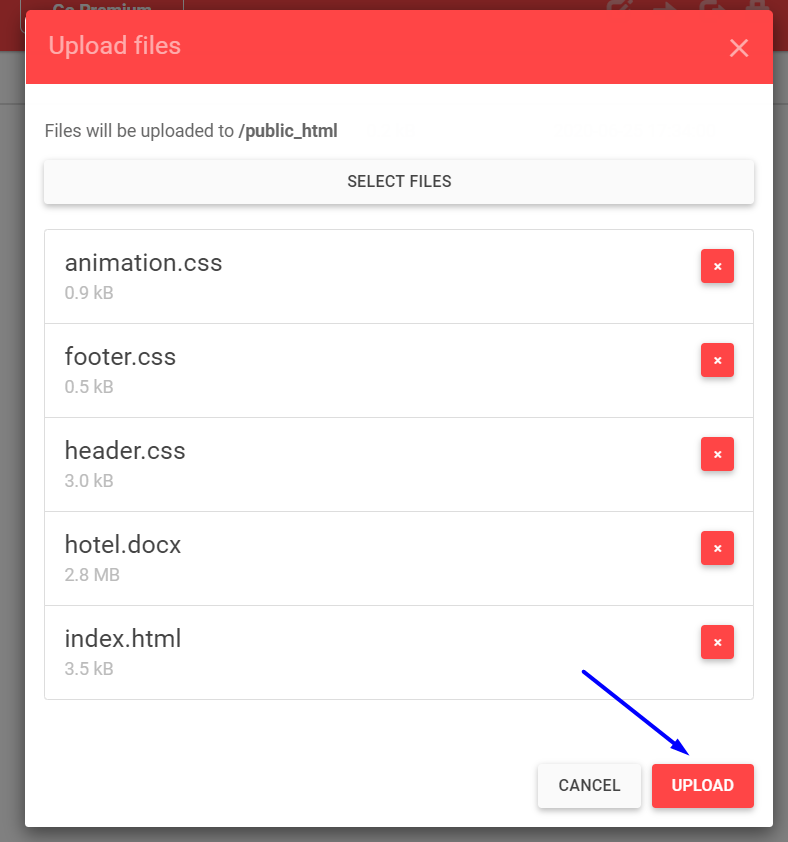 Go Premium
Upload files
Files will be uploaded to /public_html
SELECT FILES
animation.css
0.9 kB
footer.css
0.5 kB
header.css
3.0 kB
hotel.docx
2.8 MB
index.html
3.5 kB
CANCEL
UPLOAD